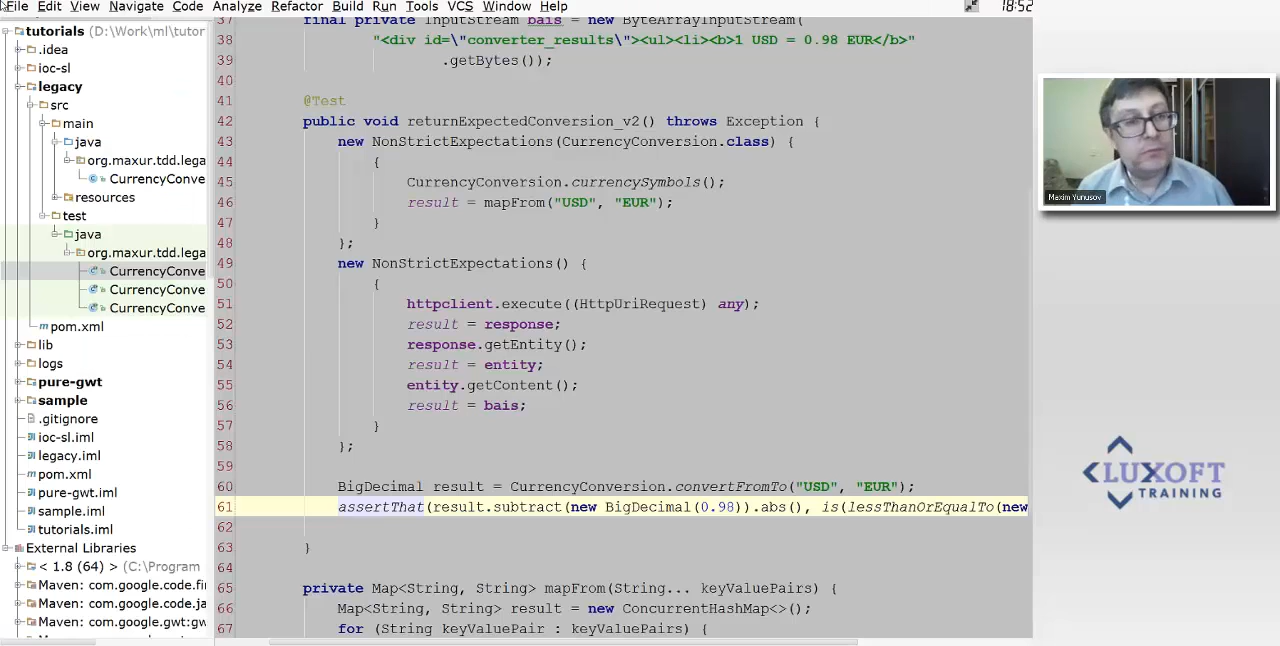 File Edit View Navigate Code Analyze Refactor Build Run Tools VCS Window Help 18:52
tutorials (D:\Work\ml\tutor
.idea
ioc-sl
legacy
src
main
java
org.maxur.tdd.lega
CurrencyConve
resources
test
java
org.maxur.tdd.lega
CurrencyConve
CurrencyConve
CurrencyConve
pom.xml
lib
logs
pure-gwt
sample
.gitignore
ioc-sl.iml
legacy.iml
pom.xml
pure-gwt.iml
sample.iml
tutorials.iml
External Libraries
< 1.8 (64) > (C:\Program
Maven: com.google.code.fi
Maven: com.google.code.ja
Maven: com.google.gwt:gw
37 final private InputStream bais = new ByteArrayInputStream(
38 "<div id=\"converter_results\"><ul><li><b>1 USD = 0.98 EUR</b>"
39 .getBytes());
40
41 @Test
42 public void returnExpectedConversion_v2() throws Exception {
43 new NonStrictExpectations(CurrencyConversion.class) {
44 {
45 CurrencyConversion.currencySymbols();
46 result = mapFrom("USD", "EUR");
47 }
48 };
49 new NonStrictExpectations() {
50 {
51 httpclient.execute((HttpUriRequest) any);
52 result = response;
53 response.getEntity();
54 result = entity;
55 entity.getContent();
56 result = bais;
57 }
58 };
59
60 BigDecimal result = CurrencyConversion.convertFromTo("USD", "EUR");
61 assertThat(result.subtract(new BigDecimal(0.98)).abs(), is(lessThanOrEqualTo(new
62
63 }
64
65 private Map<String, String> mapFrom(String... keyValuePairs) {
66 Map<String, String> result = new ConcurrentHashMap<>();
67 for (String keyValuePair : keyValuePairs) {
Maxim Yunusov
LUXOFT
TRAINING